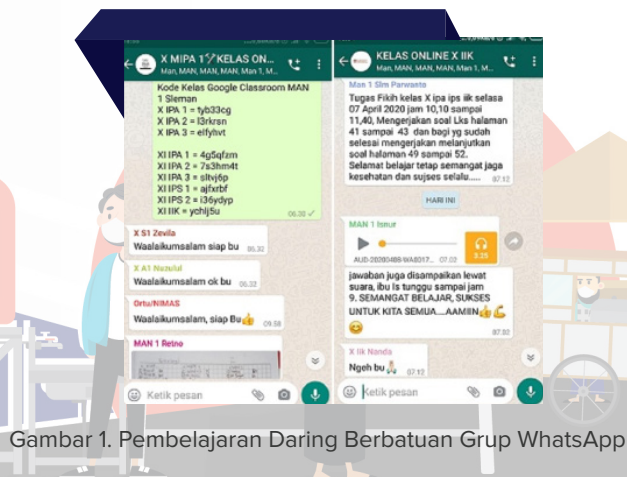 X MIPA 1 KELAS ON...
Man, MAN, MAN, MAN, Man 1, M...
Kode Kelas Google Classroom MAN
1 Sleman
X IPA 1 = tyb33cg
X IPA 2 = l3rkrsn
X IPA 3 = elfyhvt
XI IPA 1 = 4g5qfzm
XI IPA 2 = 7s3hm4t
XI IPA 3 = sltvj6p
XI IPS 1 = ajfxrbf
XI IPS 2 = i36ydyp
XI IIK = ychlj5u
06.30
X S1 Zevila
Waalaikumsalam siap bu 06.32
X A1 Nuzulul
Waalaikumsalam ok bu 06.32
Ortu/NIMAS
Waalaikumsalam, siap Bu👍 09.58
MAN 1 Retno
Ketik pesan
KELAS ONLINE X IIK
Man, MAN, MAN, MAN, Man 1, M...
Man 1 Slm Parwanto
Tugas Fikih kelas X ipa ips iik selasa
07 April 2020 jam 10,10 sampai
11,40, Mengerjakan soal Lks halaman
41 sampai 43 dan bagi yg sudah
selesai mengerjakan melanjutkan
soal halaman 49 sampai 52.
Selamat belajar tetap semangat jaga
kesehatan dan sujses selalu..... 07.12
HARI INI
MAN 1 Isnur
3:25
AUD-20200408-WA0017... 07.02
jawaban juga disampaikan lewat
suara, ibu Is tunggu sampai jam
9. SEMANGAT BELAJAR, SUKSES
UNTUK KITA SEMUA....AAMIIN👍💪
😊 07.02
X Iik Nanda
Ngeh bu🙏 07.12
Ketik pesan
Gambar 1. Pembelajaran Daring Berbatuan Grup WhatsApp